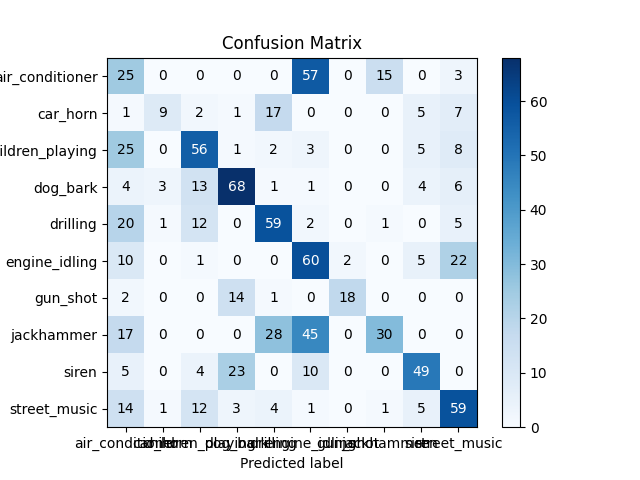 Confusion Matrix
air_conditioner 25 0 0 0 0 57 0 15 0 3
car_horn 1 9 2 1 17 0 0 0 5 7
ildren_playing 25 0 56 1 2 3 0 0 5 8
dog_bark 4 3 13 68 1 1 0 0 4 6
drilling 20 1 12 0 59 2 0 1 0 5
engine_idling 10 0 1 0 0 60 2 0 5 22
gun_shot 2 0 0 14 1 0 18 0 0 0
jackhammer 17 0 0 0 28 45 0 30 0 0
siren 5 0 4 23 0 10 0 0 49 0
street_music 14 1 12 3 4 1 0 1 5 59
60
50
40
30
20
10
0
street_music
Predicted label